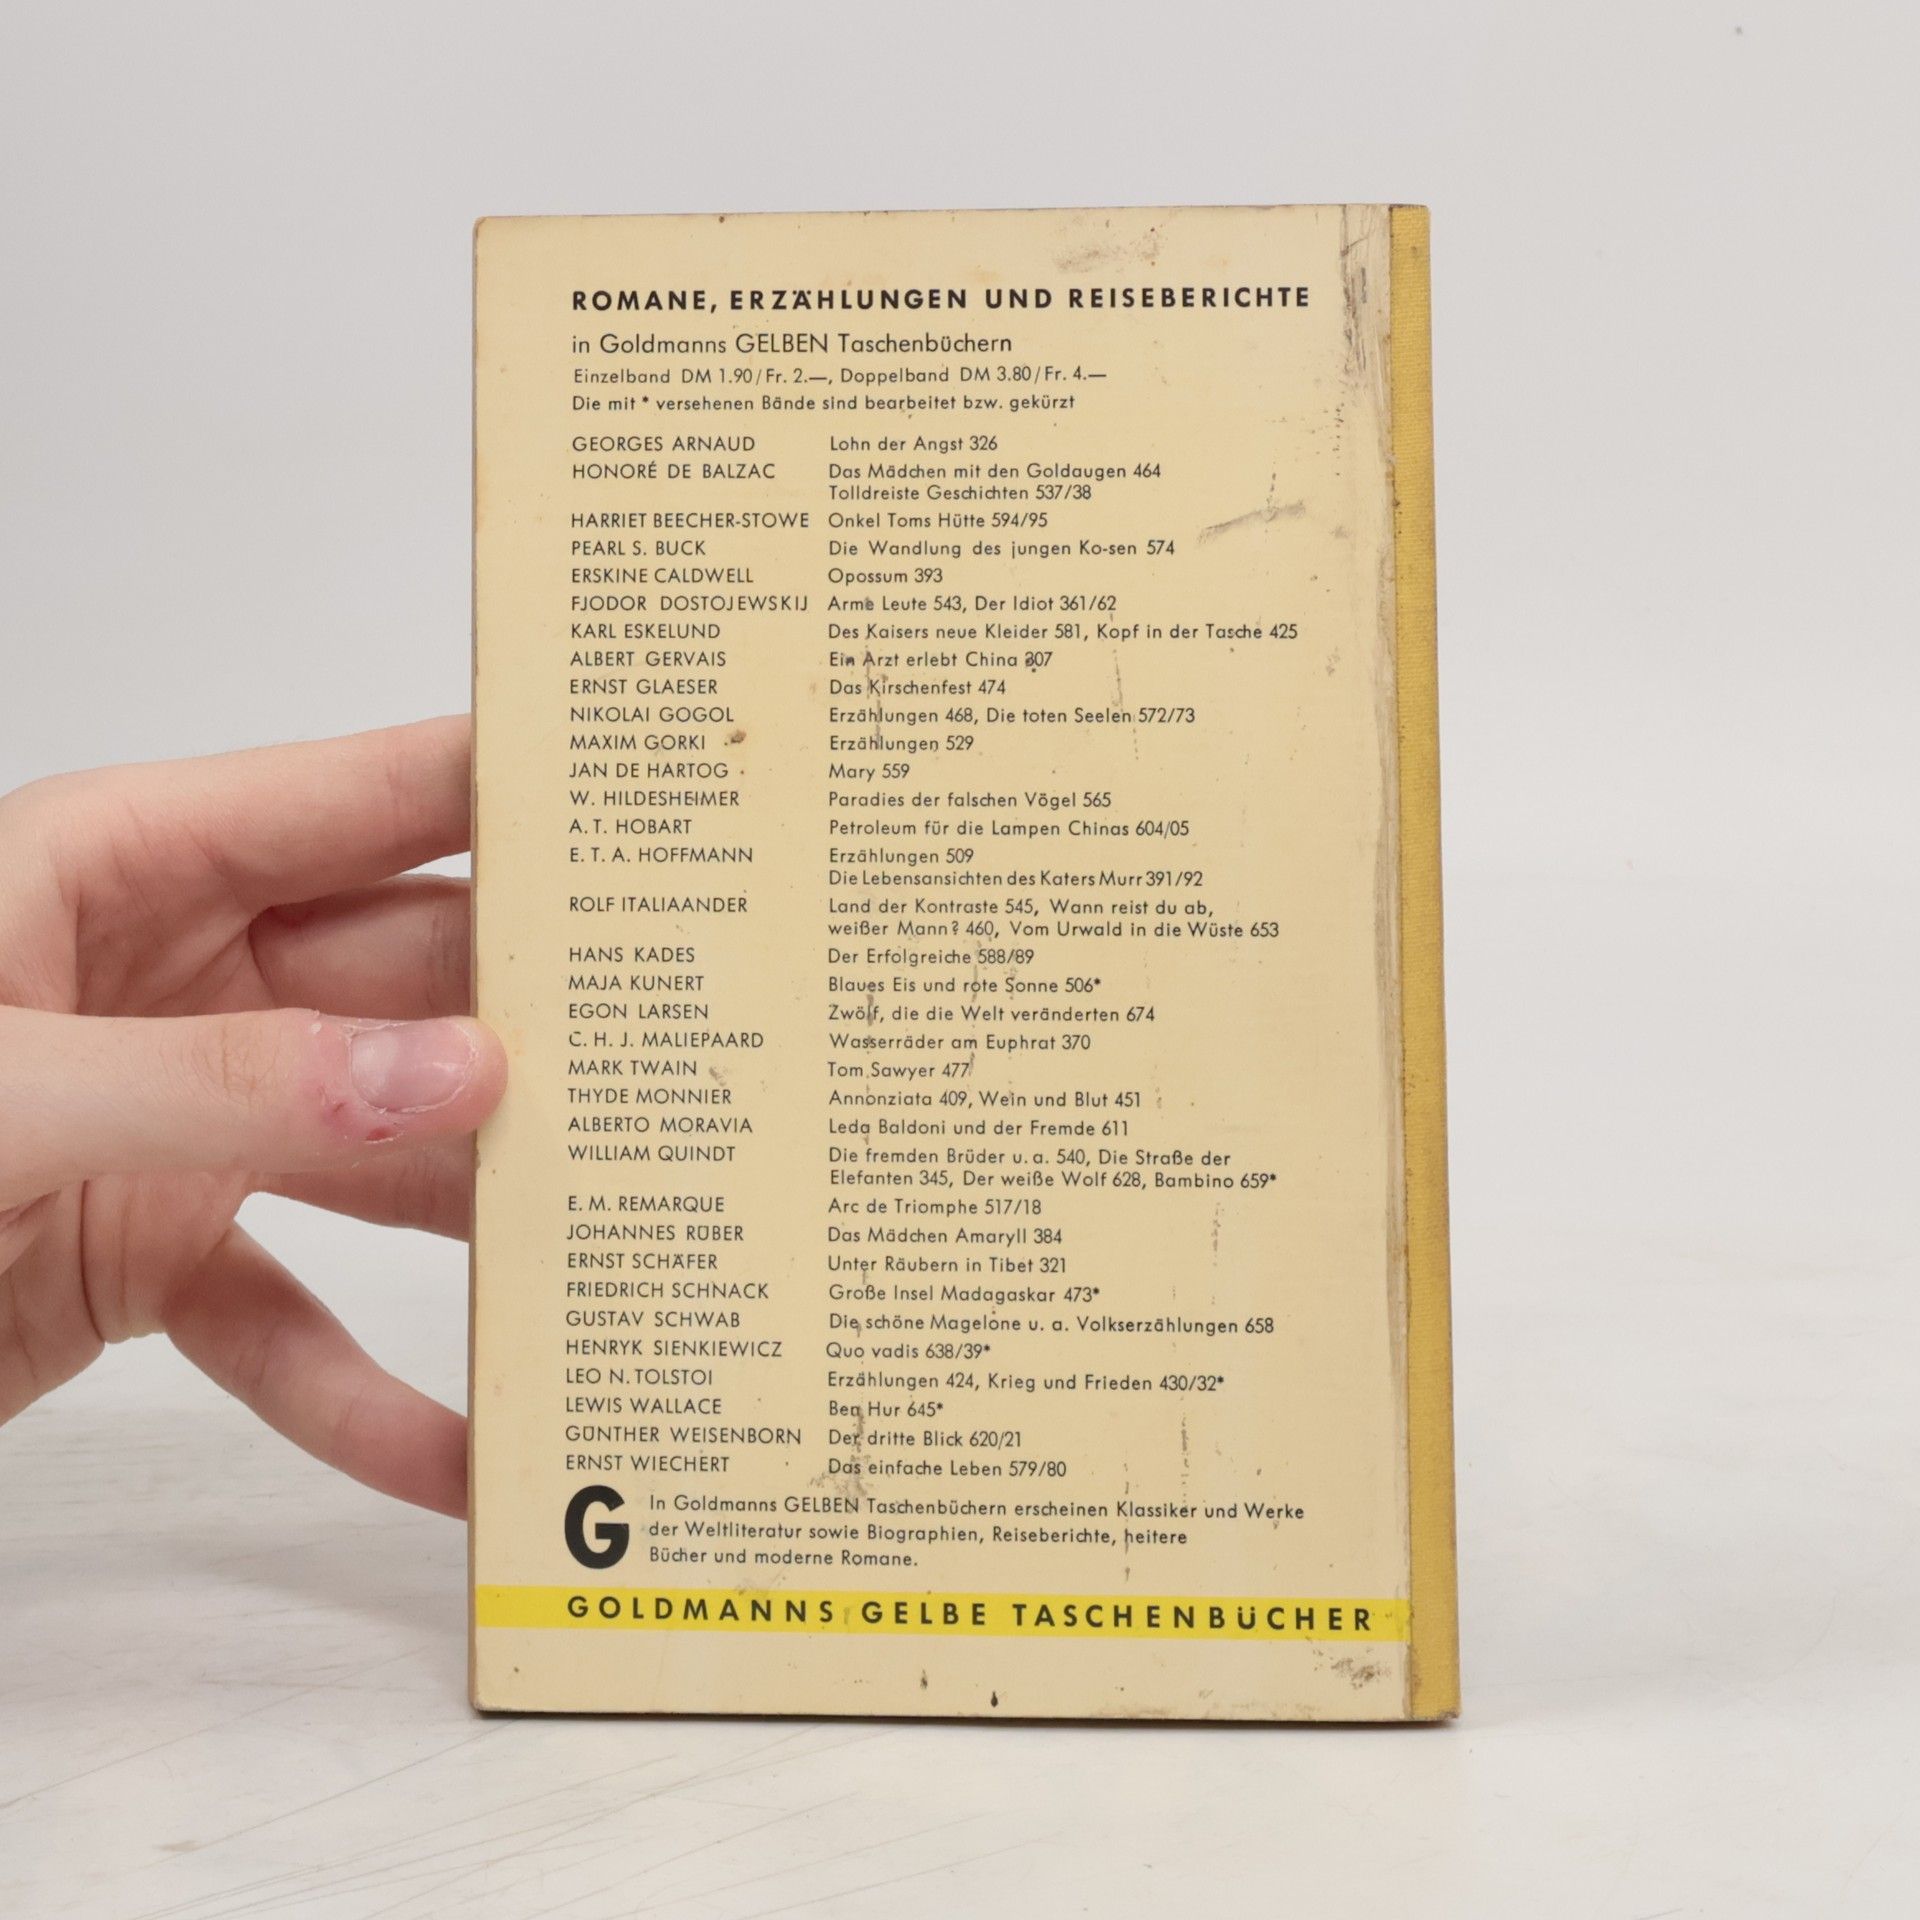 ROMANE, ERZÄHLUNGEN UND REISEBERICHTE
in Goldmanns GELBEN Taschenbüchern
Einzelband DM 1.90/Fr. 2.—, Doppelband DM 3.80/Fr. 4.—
Die mit * versehenen Bände sind bearbeitet bzw. gekürzt
GEORGES ARNAUD Lohn der Angst 326
HONORÉ DE BALZAC Das Mädchen mit den Goldaugen 464
Tolldreiste Geschichten 537/38
HARRIET BEECHER-STOWE Onkel Toms Hütte 594/95
PEARL S. BUCK Die Wandlung des jungen Ko-sen 574
ERSKINE CALDWELL Opossum 393
FJODOR DOSTOJEWSKIJ Arme Leute 543, Der Idiot 361/62
KARL ESKELUND Des Kaisers neue Kleider 581, Kopf in der Tasche 425
ALBERT GERVAIS Ein Arzt erlebt China 307
ERNST GLAESER Das Kirschenfest 474
NIKOLAI GOGOL Erzählungen 468, Die toten Seelen 572/73
MAXIM GORKI Erzählungen 529
JAN DE HARTOG Mary 559
W. HILDESHEIMER Paradies der falschen Vögel 565
A. T. HOBART Petroleum für die Lampen Chinas 604/05
E. T. A. HOFFMANN Erzählungen 509
Die Lebensansichten des Katers Murr 391/92
ROLF ITALIAANDER Land der Kontraste 545, Wann reist du ab,
weißer Mann? 460, Vom Urwald in die Wüste 653
HANS KADES Der Erfolgreiche 588/89
MAJA KUNERT Blaues Eis und rote Sonne 506*
EGON LARSEN Zwölf, die die Welt veränderten 674
C. H. J. MALIEPAARD Wasserräder am Euphrat 370
MARK TWAIN Tom Sawyer 477
THYDE MONNIER Annonziata 409, Wein und Blut 451
ALBERTO MORAVIA Leda Baldoni und der Fremde 611
WILLIAM QUINDT Die fremden Brüder u. a. 540, Die Straße der
Elefanten 345, Der weiße Wolf 628, Bambino 659*
E. M. REMARQUE Arc de Triomphe 517/18
JOHANNES RÜBER Das Mädchen Amaryll 384
ERNST SCHÄFER Unter Räubern in Tibet 321
FRIEDRICH SCHNACK Große Insel Madagaskar 473*
GUSTAV SCHWAB Die schöne Magelone u. a. Volkserzählungen 658
HENRYK SIENKIEWICZ Quo vadis 638/39*
LEO N. TOLSTOI Erzählungen 424, Krieg und Frieden 430/32*
LEWIS WALLACE Ben Hur 645*
GÜNTHER WEISENBORN Der dritte Blick 620/21
ERNST WIECHERT Das einfache Leben 579/80
G In Goldmanns GELBEN Taschenbüchern erscheinen Klassiker und Werke
der Weltliteratur sowie Biographien, Reiseberichte, heitere
Bücher und moderne Romane.
GOLDMANNS GELBE TASCHENBÜCHER